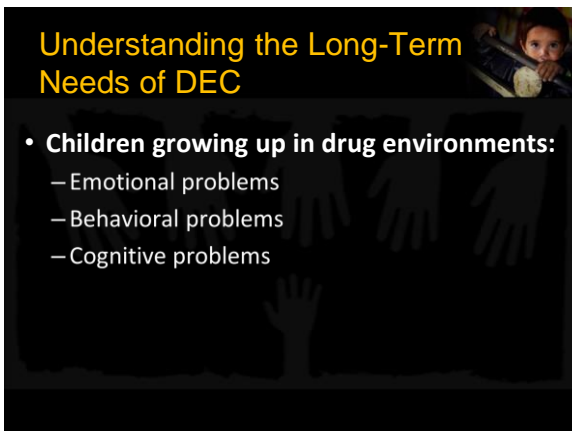 Understanding the Long-Term
Needs of DEC
• Children growing up in drug environments:
– Emotional problems
– Behavioral problems
– Cognitive problems